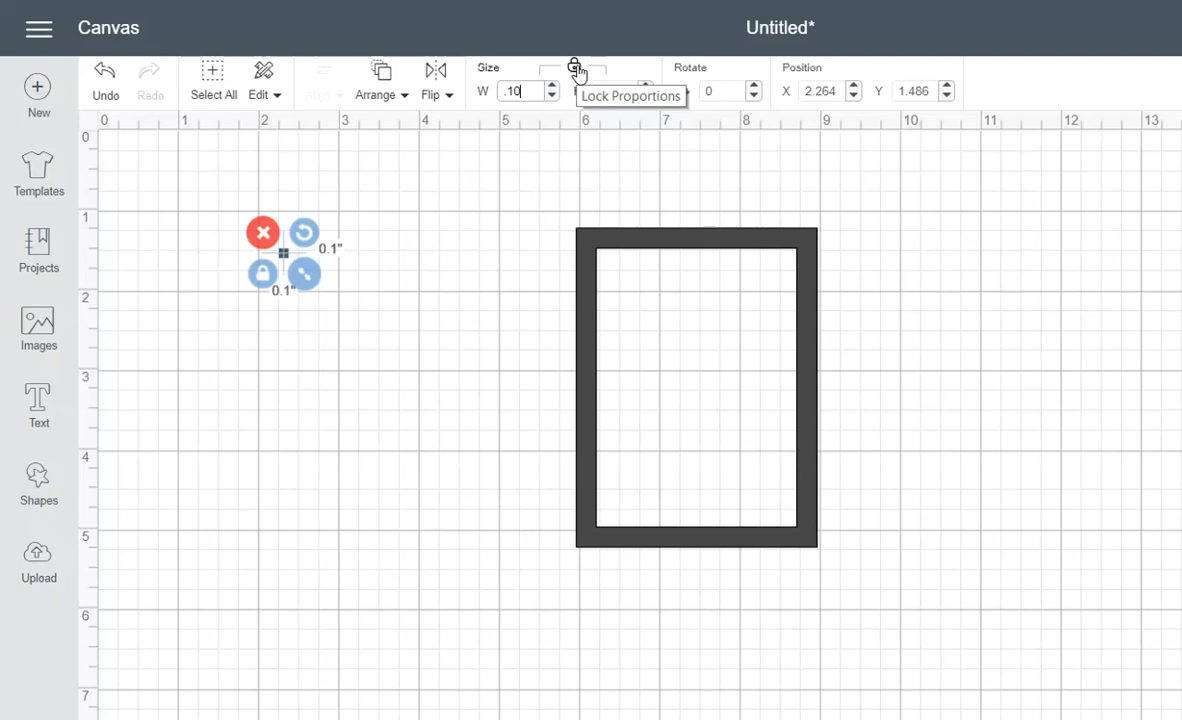 Canvas
Untitled*
New
Templates
Projects
Images
Text
Shapes
Upload
Undo
Redo
Select All
Edit
Align
Arrange
Flip
Size
W .10
Lock Proportions
Rotate
0
Position
X 2.264
Y 1.486
0 1 2 3 4 5 6 7 8 9 10 11 12 13
0
1
2
3
4
5
6
7
0.1"
0.1"